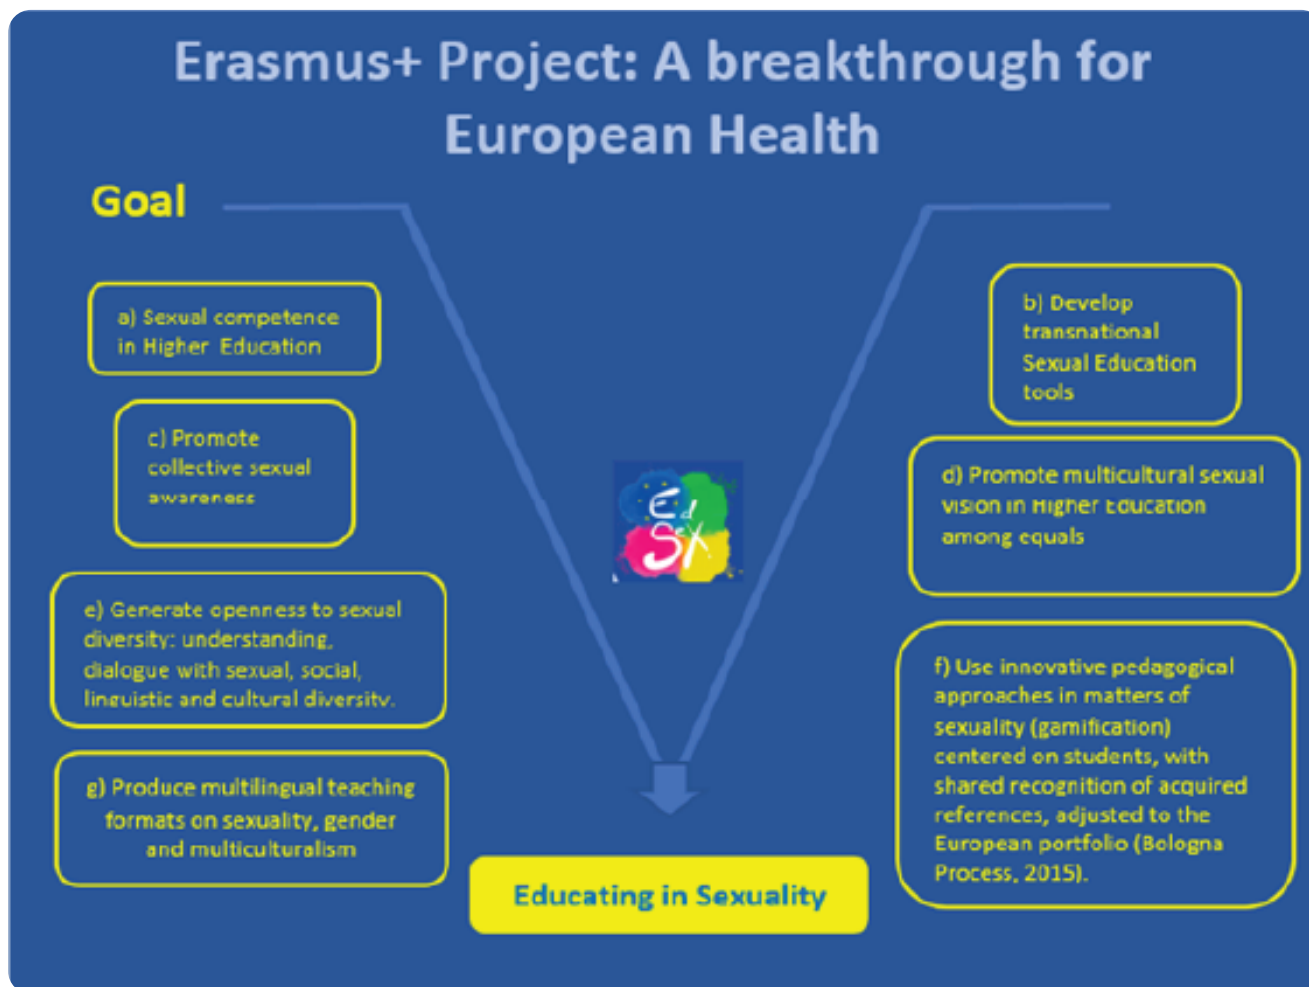 Erasmus+ Project: A breakthrough for
European Health
Goal
a) Sexual competence
in Higher Education
b) Develop
transnational
Sexual Education
tools
c) Promote
collective sexual
awareness
d) Promote multicultural sexual
vision in Higher Education
among equals
Ed
SeX
e) Generate openness to sexual
diversity: understanding,
dialogue with sexual, social,
linguistic and cultural diversity.
f) Use innovative pedagogical
approaches in matters of
sexuality (gamification)
centered on students, with
shared recognition of acquired
references, adjusted to the
European portfolio (Bologna
Process, 2015).
g) Produce multilingual teaching
formats on sexuality, gender
and multiculturalism
Educating in Sexuality